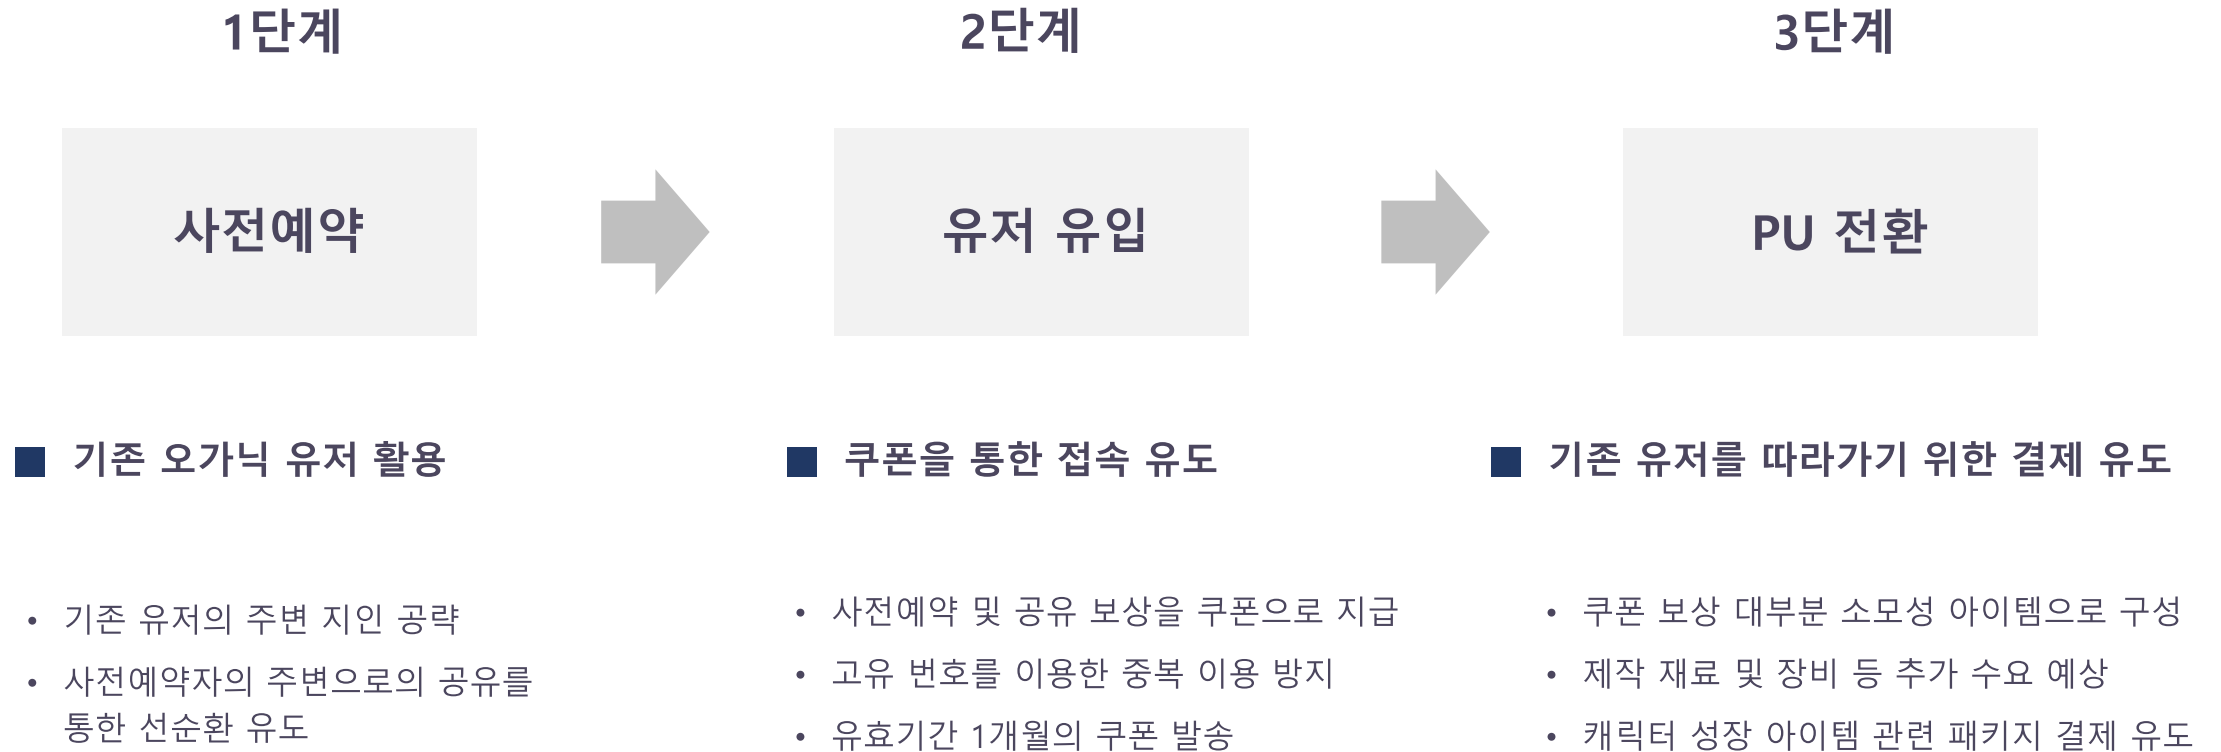 1단계
사전예약
■ 기존 오가닉 유저 활용
• 기존 유저의 주변 지인 공략
• 사전예약자의 주변으로의 공유를
통한 선순환 유도
2단계
유저 유입
■ 쿠폰을 통한 접속 유도
• 사전예약 및 공유 보상을 쿠폰으로 지급
• 고유 번호를 이용한 중복 이용 방지
• 유효기간 1개월의 쿠폰 발송
3단계
PU 전환
■ 기존 유저를 따라가기 위한 결제 유도
• 쿠폰 보상 대부분 소모성 아이템으로 구성
• 제작 재료 및 장비 등 추가 수요 예상
• 캐릭터 성장 아이템 관련 패키지 결제 유도